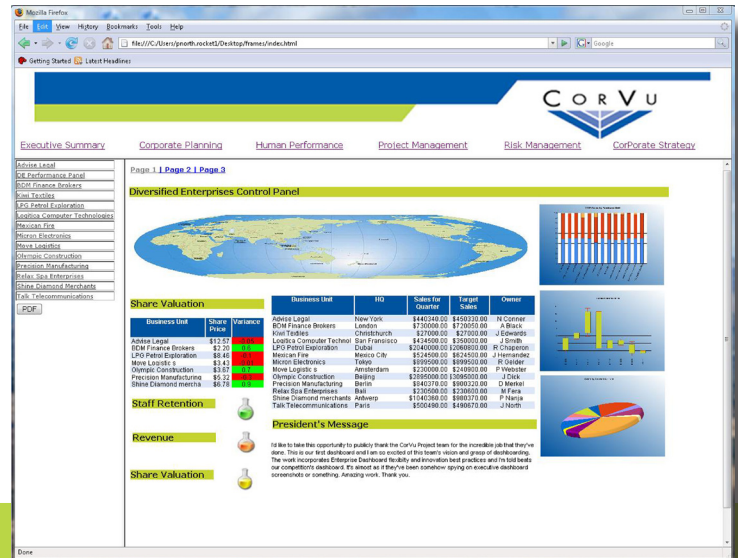 Mozilla Firefox
File Edit View History Bookmarks Tools Help
file:///C:/Users/pnorth.rocket1/Desktop/frames/index.html
Google
Getting Started Latest Headlines
CORVU
Executive Summary Corporate Planning Human Performance Project Management Risk Management CorPorate Strategy
Advise Legal
DE Performance Panel
BDM Finance Brokers
Kiwi Textiles
LPG Petrol Exploration
Logitica Computer Technologies
Mexican Fire
Micron Electronics
Move Logistics
Olympic Construction
Precision Manufacturing
Relax Spa Enterprises
Shine Diamond Merchants
Talk Telecommunications
PDF
Page 1 | Page 2 | Page 3
Diversified Enterprises Control Panel
Share Valuation
Business Unit Share Price Variance
Advise Legal $12.57
BDM Finance Brokers $2.20 0.6
LPG Petrol Exploration $8.46
Move Logistic s $3.43
Olympic Construction $3.67 0.7
Precision Manufacturing $5.32
Shine Diamond mercha $6.78 0.9
Staff Retention
Revenue
Share Valuation
Business Unit HQ Sales for Quarter Target Sales Owner
Advise Legal New York $440340.00 $450330.00 N Conner
BDM Finance Brokers London $730000.00 $720050.00 A Black
Kiwi Textiles Christchurch $27000.00 $27000.00 J Edwards
Logitica Computer Technol San Fransisco $434500.00 $350000.00 J Smith
LPG Petrol Exploration Dubai $2040000.00 $2060800.00 R Chaperon
Mexican Fire Mexico City $524500.00 $624500.00 J Hernandez
Micron Electronics Tokyo $899500.00 $899500.00 R Gelder
Move Logistic s Amsterdam $230000.00 $240900.00 P Webster
Olympic Construction Beijing $2895000.00 $3095000.00 J Dick
Precision Manufacturing Berlin $840370.00 $900320.00 D Merkel
Relax Spa Enterprises Bali $230500.00 $230600.00 M Fera
Shine Diamond merchants Antwerp $1040360.00 $980370.00 P Nanja
Talk Telecommunications Paris $500490.00 $490670.00 J North
President's Message
I'd like to take this opportunity to publicly thank the CorVu Project team for the incredible job that they've
done. This is our first dashboard and I am so excited of this team's vision and grasp of dashboarding.
The work incorporates Enterprise Dashboard flexibility and innovation best practices and I'm told beats
our competition's dashboard. It's almost as if they've been somehow spying on executive dashboard
screenshots or something. Amazing work. Thank you.
Done